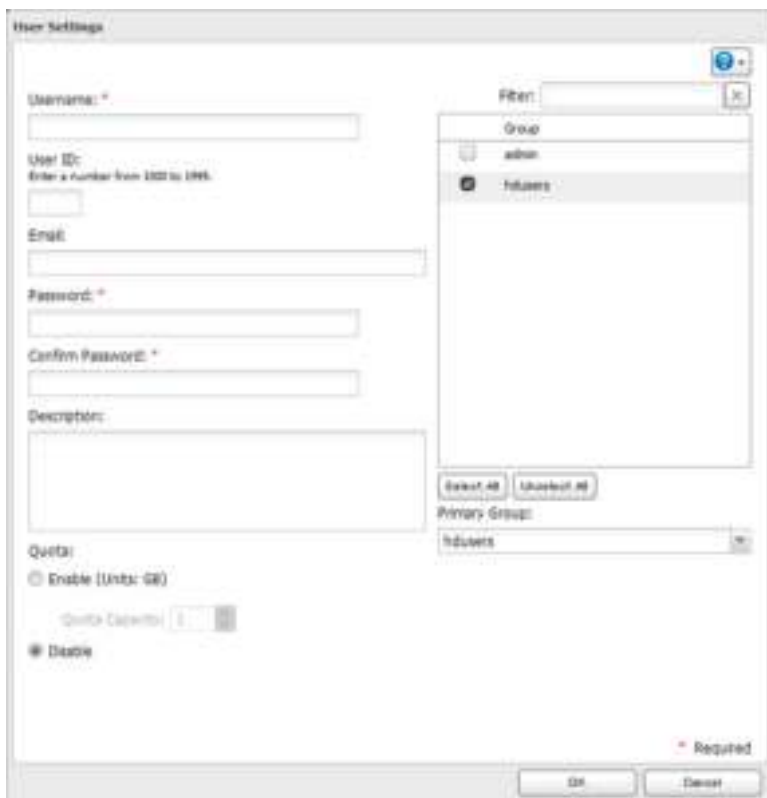 User Settings
Username: *
User ID:
Enter a number from 1000 to 1999.
Email:
Password: *
Confirm Password: *
Description:
Quota:
Enable (Units: GB)
Quota Capacity: 1
Disable
Filter:
Group
admin
hdusers
Select All
Unselect All
Primary Group:
hdusers
* Required
OK
Cancel